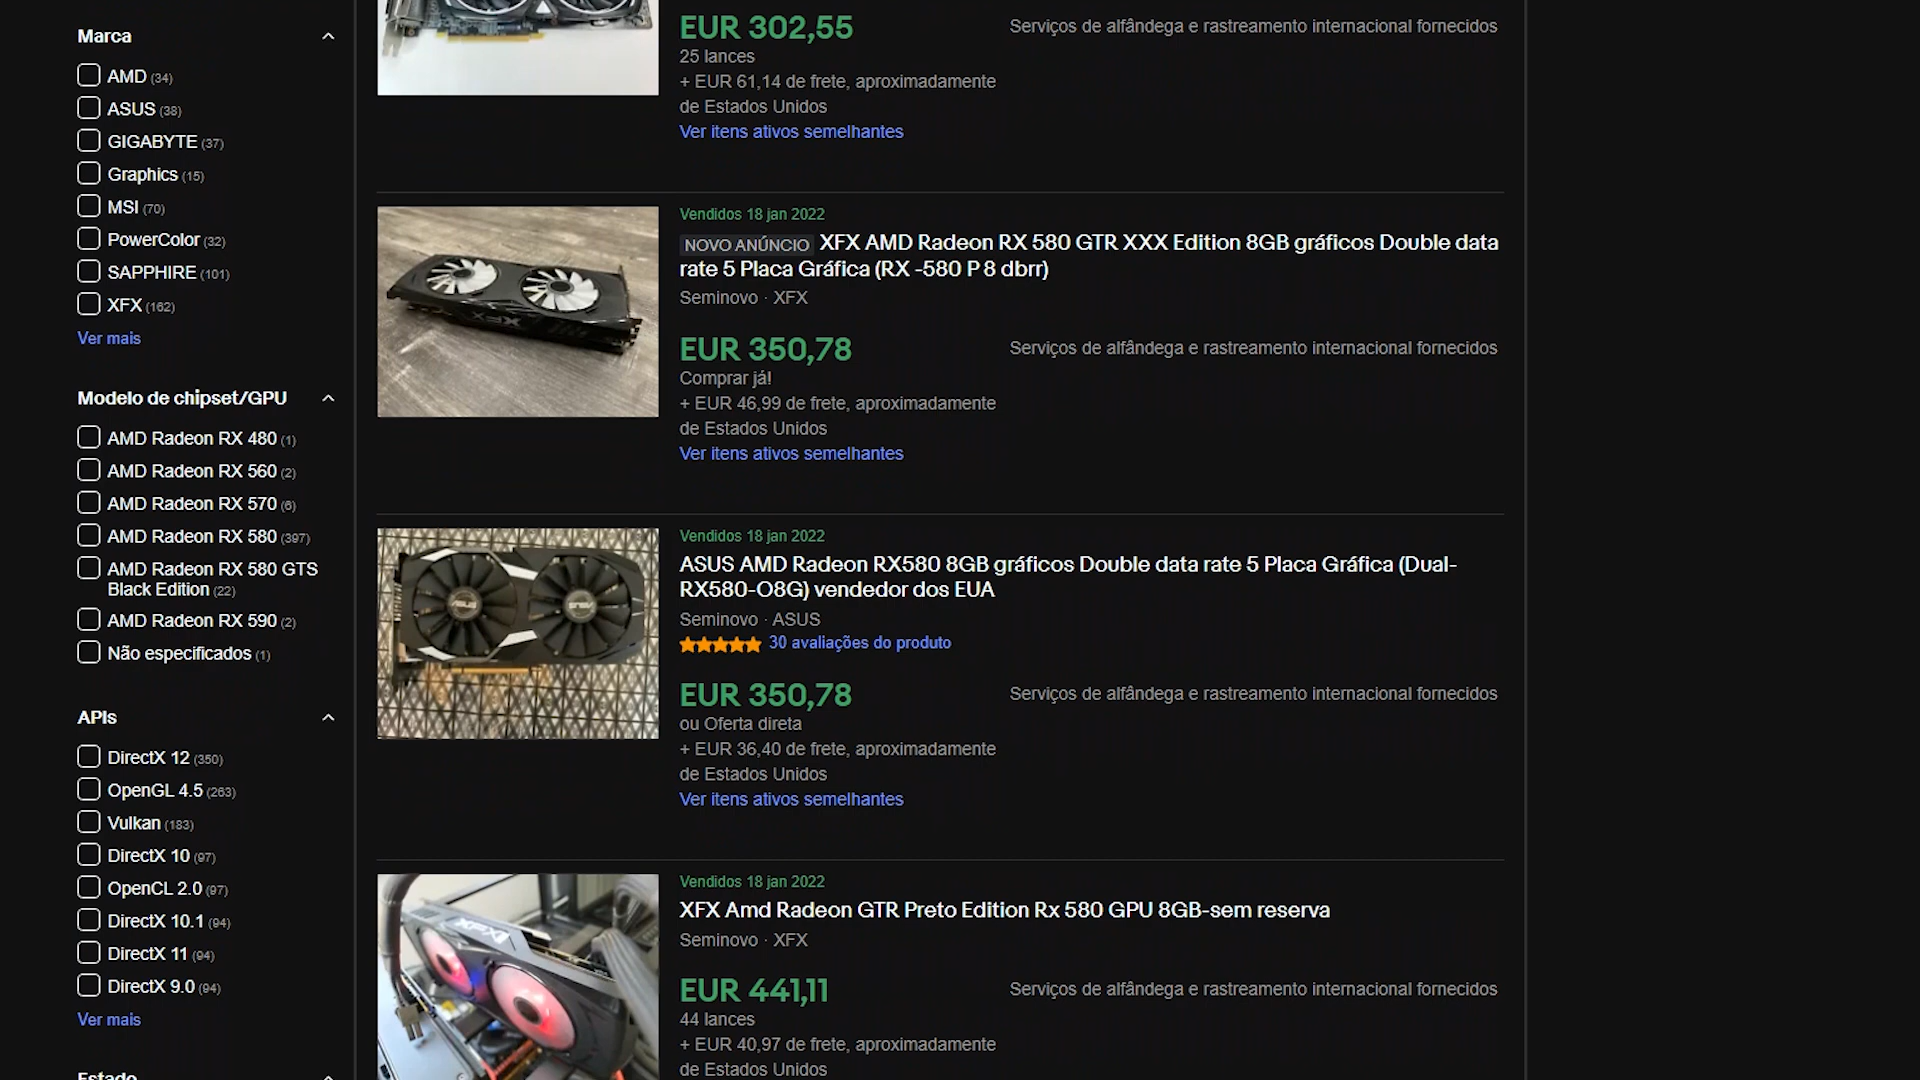 Marca
AMD (34)
ASUS (38)
GIGABYTE (37)
Graphics (15)
MSI (70)
PowerColor (32)
SAPPHIRE (101)
XFX (162)
Ver mais
Modelo de chipset/GPU
AMD Radeon RX 480 (1)
AMD Radeon RX 560 (2)
AMD Radeon RX 570 (6)
AMD Radeon RX 580 (397)
AMD Radeon RX 580 GTS
Black Edition (22)
AMD Radeon RX 590 (2)
Não especificados (1)
APIs
DirectX 12 (350)
OpenGL 4.5 (263)
Vulkan (183)
DirectX 10 (97)
OpenCL 2.0 (97)
DirectX 10.1 (94)
DirectX 11 (94)
DirectX 9.0 (94)
Ver mais
Estado
EUR 302,55
Serviços de alfândega e rastreamento internacional fornecidos
25 lances
+ EUR 61,14 de frete, aproximadamente
de Estados Unidos
Ver itens ativos semelhantes
Vendidos 18 jan 2022
NOVO ANÚNCIO XFX AMD Radeon RX 580 GTR XXX Edition 8GB gráficos Double data
rate 5 Placa Gráfica (RX -580 P 8 dbrr)
Seminovo · XFX
XFX
EUR 350,78
Serviços de alfândega e rastreamento internacional fornecidos
Comprar já!
+ EUR 46,99 de frete, aproximadamente
de Estados Unidos
Ver itens ativos semelhantes
Vendidos 18 jan 2022
ASUS AMD Radeon RX580 8GB gráficos Double data rate 5 Placa Gráfica (Dual-
RX580-O8G) vendedor dos EUA
Seminovo · ASUS
30 avaliações do produto
EUR 350,78
Serviços de alfândega e rastreamento internacional fornecidos
ou Oferta direta
+ EUR 36,40 de frete, aproximadamente
de Estados Unidos
Ver itens ativos semelhantes
Vendidos 18 jan 2022
XFX Amd Radeon GTR Preto Edition Rx 580 GPU 8GB-sem reserva
Seminovo · XFX
XFX
EUR 441,11
Serviços de alfândega e rastreamento internacional fornecidos
44 lances
+ EUR 40,97 de frete, aproximadamente
de Estados Unidos